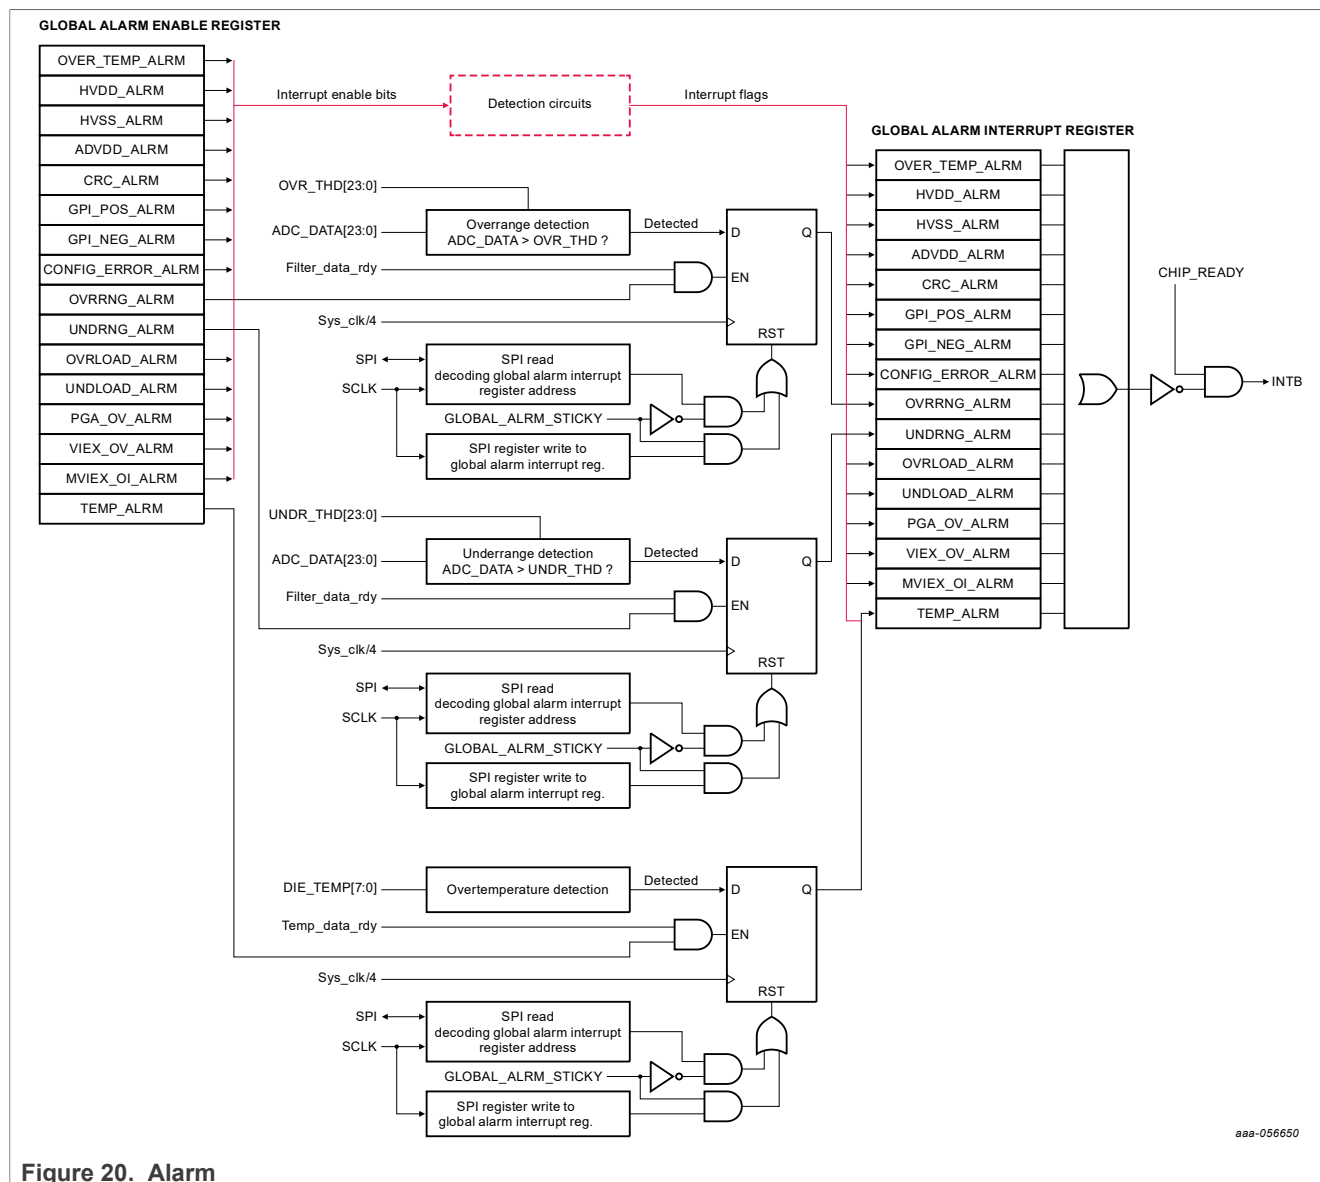 GLOBAL ALARM ENABLE REGISTER
OVER_TEMP_ALRM
HVDD_ALRM
HVSS_ALRM
ADVDD_ALRM
CRC_ALRM
GPI_POS_ALRM
GPI_NEG_ALRM
CONFIG_ERROR_ALRM
OVRRNG_ALRM
UNDRNG_ALRM
OVRLOAD_ALRM
UNDLOAD_ALRM
PGA_OV_ALRM
VIEX_OV_ALRM
MVIEX_OI_ALRM
TEMP_ALRM
Interrupt enable bits
Detection circuits
Interrupt flags
OVR_THD[23:0]
ADC_DATA[23:0]
Overrange detection
ADC_DATA > OVR_THD ?
Detected
D
Q
Filter_data_rdy
EN
Sys_clk/4
RST
SPI
SCLK
SPI read
decoding global alarm interrupt
register address
GLOBAL_ALRM_STICKY
SPI register write to
global alarm interrupt reg.
UNDR_THD[23:0]
ADC_DATA[23:0]
Underrange detection
ADC_DATA > UNDR_THD ?
Detected
D
Q
Filter_data_rdy
EN
Sys_clk/4
RST
SPI
SCLK
SPI read
decoding global alarm interrupt
register address
GLOBAL_ALRM_STICKY
SPI register write to
global alarm interrupt reg.
DIE_TEMP[7:0]
Overtemperature detection
Detected
D
Q
Temp_data_rdy
EN
Sys_clk/4
RST
SPI
SCLK
SPI read
decoding global alarm interrupt
register address
GLOBAL_ALRM_STICKY
SPI register write to
global alarm interrupt reg.
GLOBAL ALARM INTERRUPT REGISTER
OVER_TEMP_ALRM
HVDD_ALRM
HVSS_ALRM
ADVDD_ALRM
CRC_ALRM
GPI_POS_ALRM
GPI_NEG_ALRM
CONFIG_ERROR_ALRM
OVRRNG_ALRM
UNDRNG_ALRM
OVRLOAD_ALRM
UNDLOAD_ALRM
PGA_OV_ALRM
VIEX_OV_ALRM
MVIEX_OI_ALRM
TEMP_ALRM
CHIP_READY
INTB
aaa-056650
Figure 20. Alarm